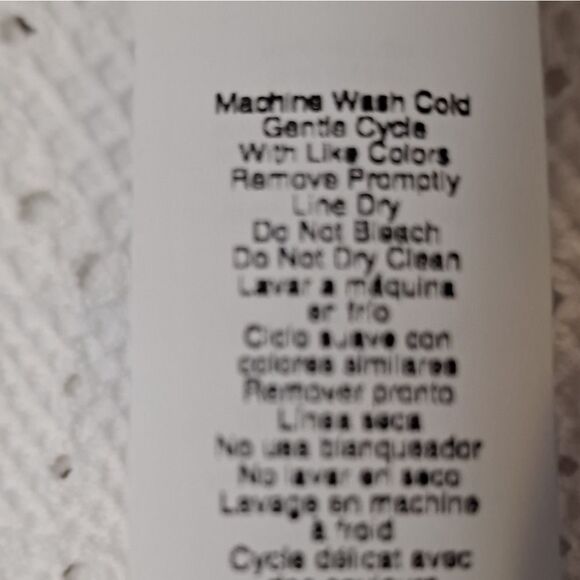 Machine Wash Cold
Gentle Cycle
With Like Colors
Remove Promptly
Line Dry
Do Not Bleach
Do Not Dry Clean
Lavar a máquina
en frío
Ciclo suave con
colores similares
Remover pronto
Línea seca
No use blanqueador
No lavar en seco
Lavage en machine
à froid
Cycle délicat avec